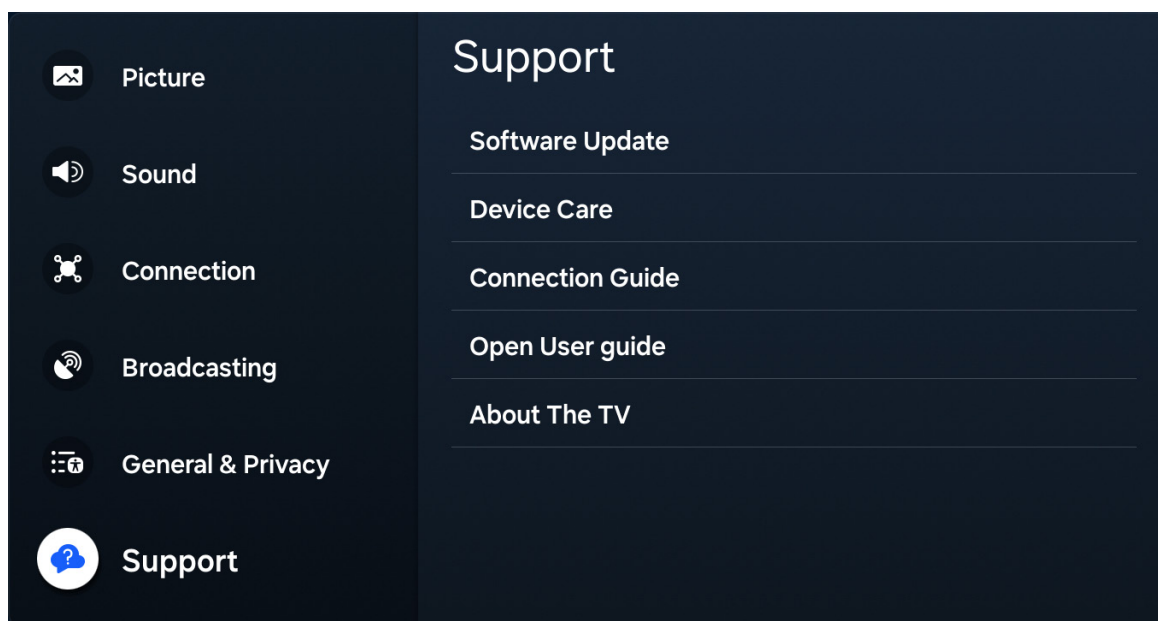 Picture
Sound
Connection
Broadcasting
General & Privacy
Support
Support
Software Update
Device Care
Connection Guide
Open User guide
About The TV